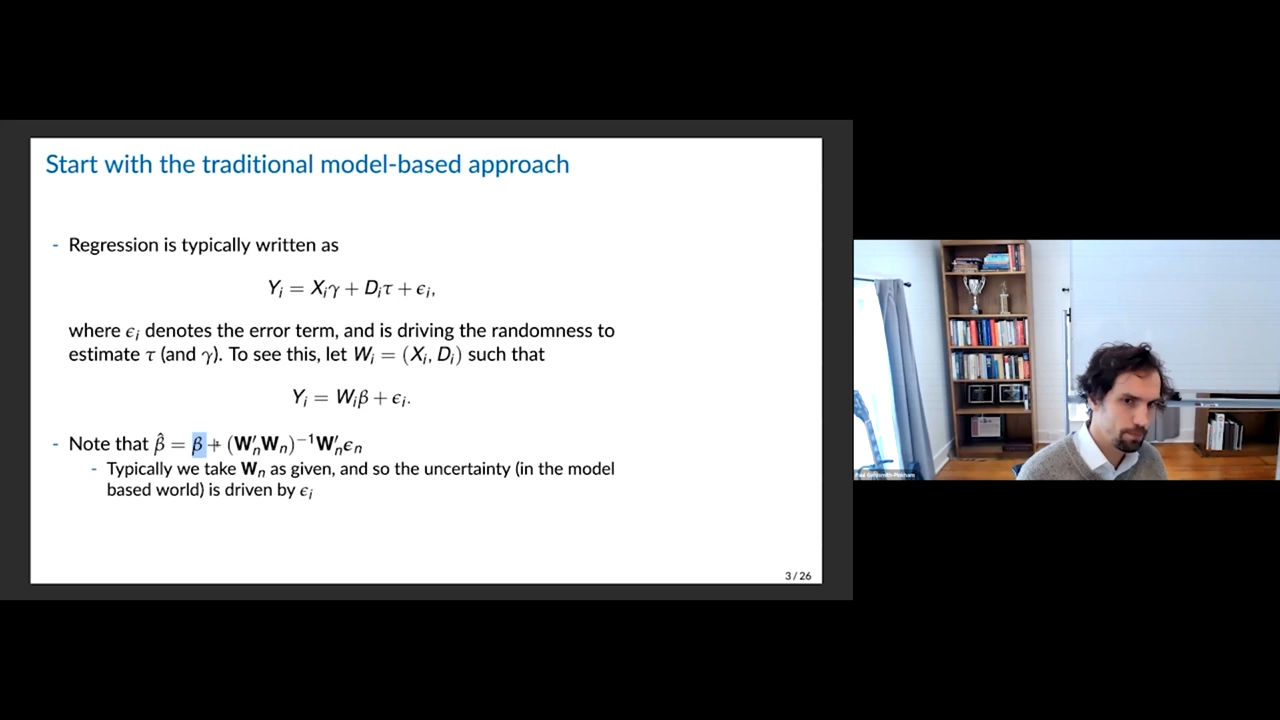 Start with the traditional model-based approach
- Regression is typically written as
Yᵢ = Xᵢγ + Dᵢτ + ϵᵢ,
where ϵᵢ denotes the error term, and is driving the randomness to
estimate τ (and γ). To see this, let Wᵢ = (Xᵢ, Dᵢ) such that
Yᵢ = Wᵢβ + ϵᵢ.
- Note that β̂ = β + (W′ₙWₙ)⁻¹W′ₙϵₙ
- Typically we take Wₙ as given, and so the uncertainty (in the model
based world) is driven by ϵᵢ
3 / 26
Paul Goldsmith-Pinkham